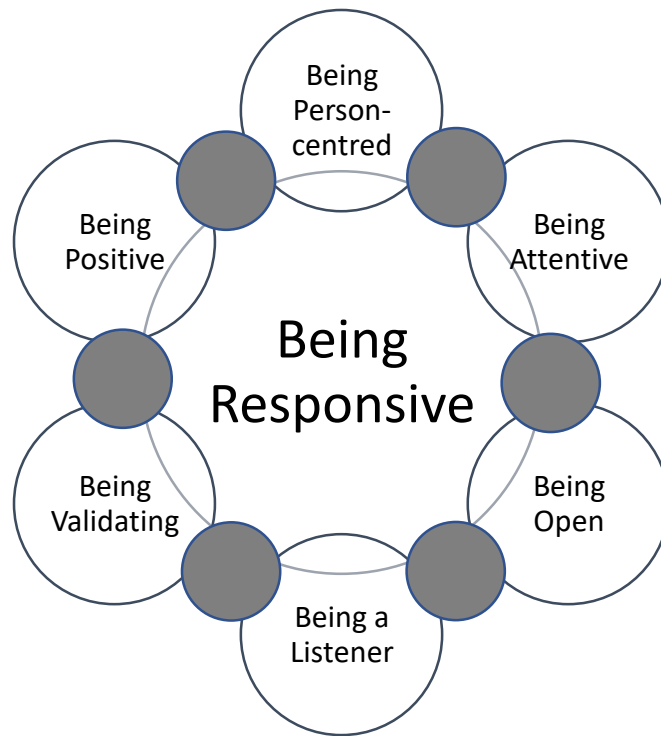 Being
Person-
centred
Being
Positive
Being
Attentive
Being
Responsive
Being
Validating
Being
Open
Being a
Listener